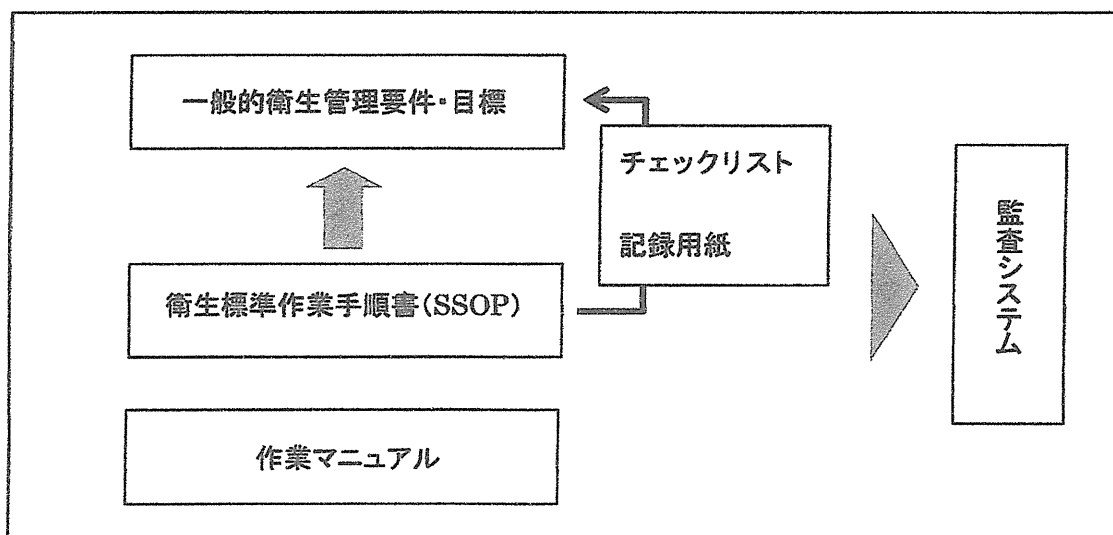 一般的衛生管理要件・目標
チェックリスト
記録用紙
衛生標準作業手順書(SSOP)
作業マニュアル
監査システム